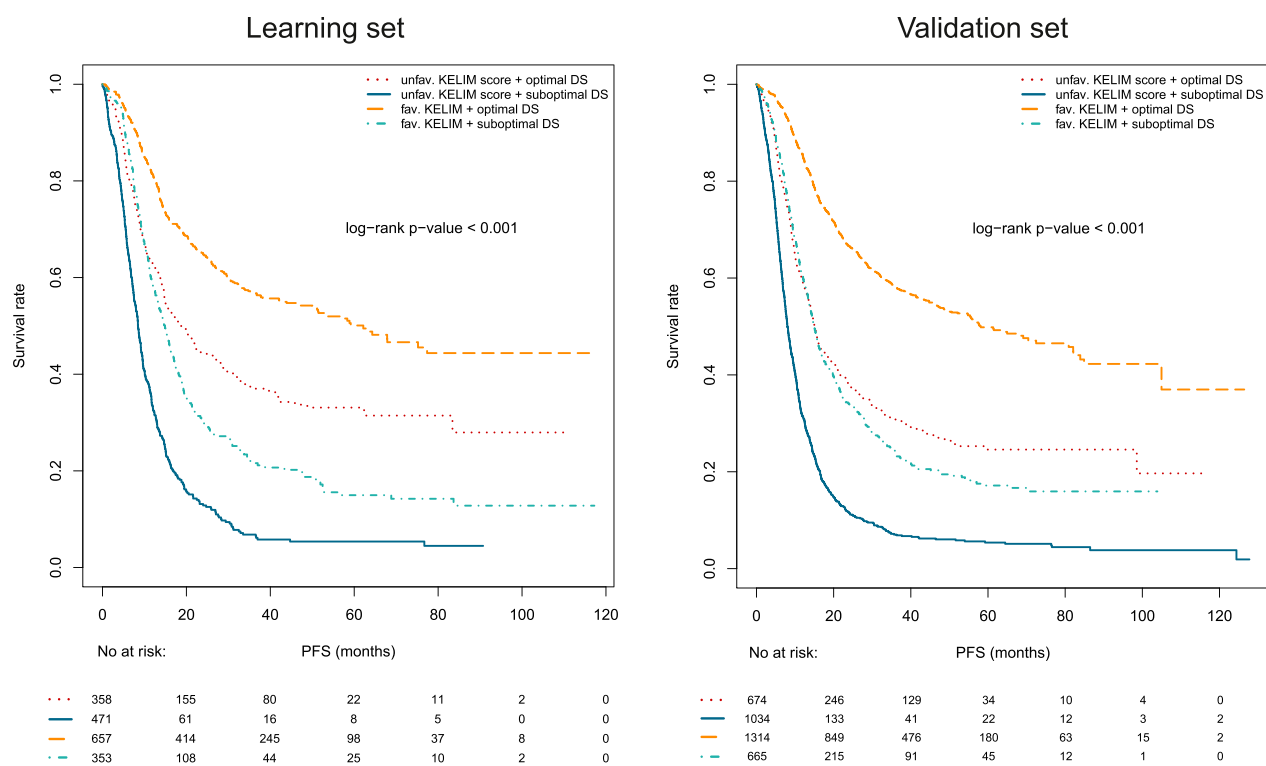 Learning set
Validation set
unfav. KELIM score + optimal DS
unfav. KELIM score + suboptimal DS
fav. KELIM + optimal DS
fav. KELIM + suboptimal DS
log−rank p−value < 0.001
Survival rate
1.0
0.8
0.6
0.4
0.2
0.0
0 20 40 60 80 100 120
No at risk: PFS (months)
358 155 80 22 11 2 0
471 61 16 8 5 0 0
657 414 245 98 37 8 0
353 108 44 25 10 2 0
unfav. KELIM score + optimal DS
unfav. KELIM score + suboptimal DS
fav. KELIM + optimal DS
fav. KELIM + suboptimal DS
log−rank p−value < 0.001
Survival rate
1.0
0.8
0.6
0.4
0.2
0.0
0 20 40 60 80 100 120
No at risk: PFS (months)
674 246 129 34 10 4 0
1034 133 41 22 12 3 2
1314 849 476 180 63 15 2
665 215 91 45 12 1 0